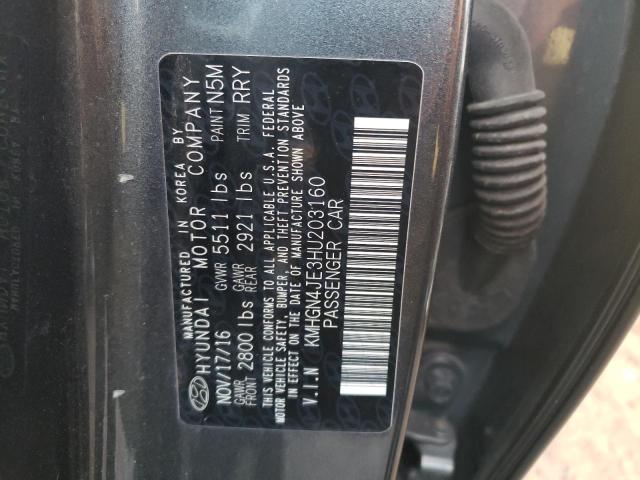 MANUFACTURED IN KOREA BY
HYUNDAI MOTOR COMPANY
NOV/17/16 GVWR 5511 lbs PAINT N5M
GAWR FRONT 2800 lbs GAWR REAR 2921 lbs TRIM RRY
THIS VEHICLE CONFORMS TO ALL APPLICABLE U.S.A. FEDERAL
MOTOR VEHICLE SAFETY, BUMPER, AND THEFT PREVENTION STANDARDS
IN EFFECT ON THE DATE OF MANUFACTURE SHOWN ABOVE
V.I.N KMHGN4JE3HU203160
PASSENGER CAR